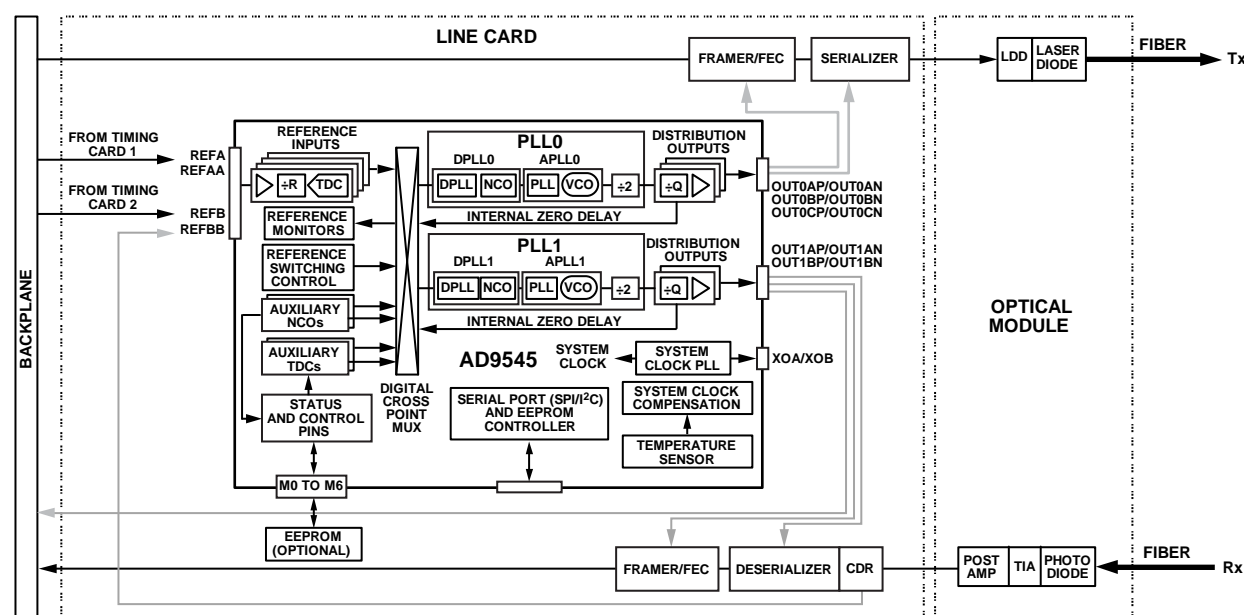 LINE CARD
FRAMER/FEC
SERIALIZER
LDD
LASER
DIODE
FIBER
Tx
BACKPLANE
FROM TIMING
CARD 1
REFA
REFAA
FROM TIMING
CARD 2
REFB
REFBB
REFERENCE
INPUTS
÷R
TDC
REFERENCE
MONITORS
REFERENCE
SWITCHING
CONTROL
AUXILIARY
NCOs
AUXILIARY
TDCs
STATUS
AND CONTROL
PINS
M0 TO M6
EEPROM
(OPTIONAL)
DIGITAL
CROSS
POINT
MUX
PLL0
DPLL0
APLL0
DPLL
NCO
PLL
VCO
÷2
INTERNAL ZERO DELAY
DISTRIBUTION
OUTPUTS
÷Q
OUT0AP/OUT0AN
OUT0BP/OUT0BN
OUT0CP/OUT0CN
PLL1
DPLL1
APLL1
DPLL
NCO
PLL
VCO
÷2
INTERNAL ZERO DELAY
DISTRIBUTION
OUTPUTS
÷Q
OUT1AP/OUT1AN
OUT1BP/OUT1BN
AD9545
SYSTEM
CLOCK
SYSTEM
CLOCK PLL
XOA/XOB
SERIAL PORT (SPI/I²C)
AND EEPROM
CONTROLLER
SYSTEM CLOCK
COMPENSATION
TEMPERATURE
SENSOR
OPTICAL
MODULE
FRAMER/FEC
DESERIALIZER
CDR
POST
AMP
TIA
PHOTO
DIODE
FIBER
Rx